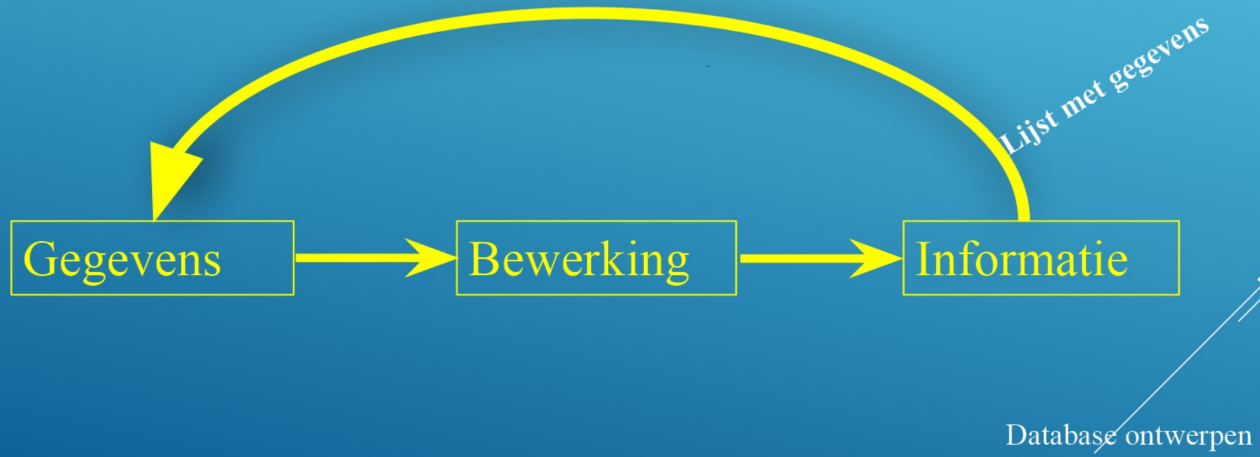 Lijst met gegevens
Gegevens
Bewerking
Informatie
Database ontwerpen